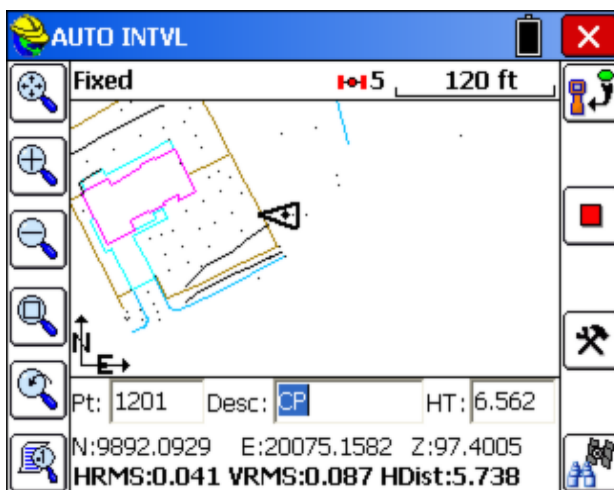 AUTO INTVL
Fixed 5 120 ft
N
E
Pt: 1201 Desc: CP HT: 6.562
N:9892.0929 E:20075.1582 Z:97.4005
HRMS:0.041 VRMS:0.087 HDist:5.738